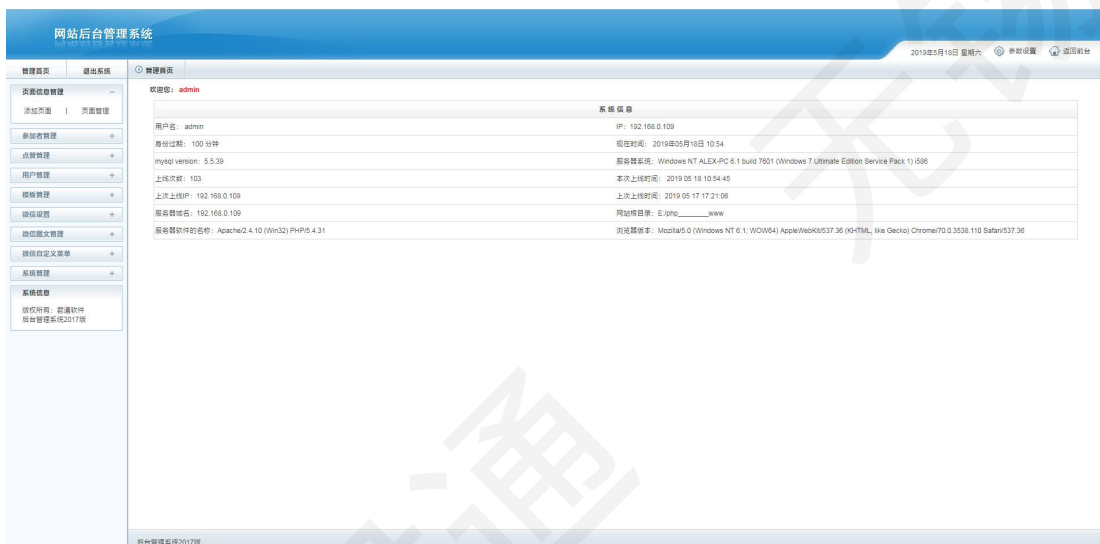 网站后台管理系统
2019年5月18日 星期六 参数设置 返回前台
管理首页 退出系统 管理首页
页面信息管理 −
添加页面 | 页面管理
参加者管理 +
点赞管理 +
用户管理 +
模板管理 +
微信设置 +
微信图文管理 +
微信自定义菜单 +
系统管理 +
系统信息
版权所有：君通软件
后台管理系统2017版
欢迎您：admin
系统信息
用户名：admin IP：192.168.0.109
身份过期：100 分钟 现在时间：2019年05月18日 10:54
mysql version：5.5.39 服务器系统：Windows NT ALEX-PC 6.1 build 7601 (Windows 7 Ultimate Edition Service Pack 1) i586
上线次数：103 本次上线时间：2019 05 18 10:54:45
上次上线IP：192.168.0.109 上次上线时间：2019 05 17 17:21:06
服务器域名：192.168.0.109 网站根目录：E:/php________www
服务器软件的名称：Apache/2.4.10 (Win32) PHP/5.4.31 浏览器版本：Mozilla/5.0 (Windows NT 6.1; WOW64) AppleWebKit/537.36 (KHTML, like Gecko) Chrome/70.0.3538.110 Safari/537.36
后台管理系统2017版
通